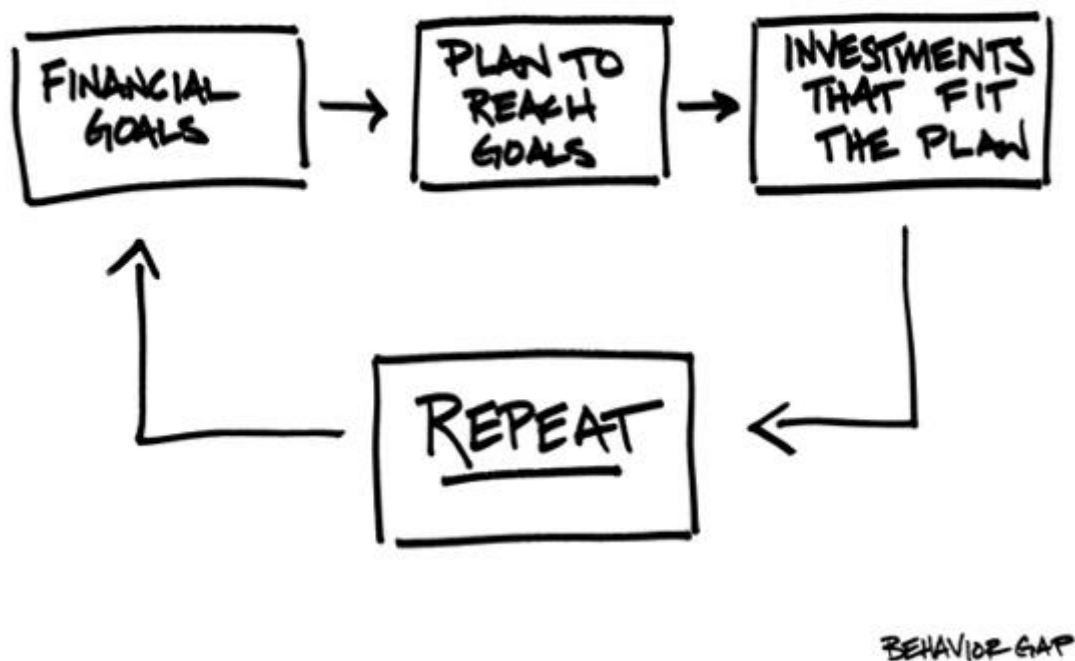 FINANCIAL
GOALS
PLAN TO
REACH
GOALS
INVESTMENTS
THAT FIT
THE PLAN
REPEAT
BEHAVIOR GAP